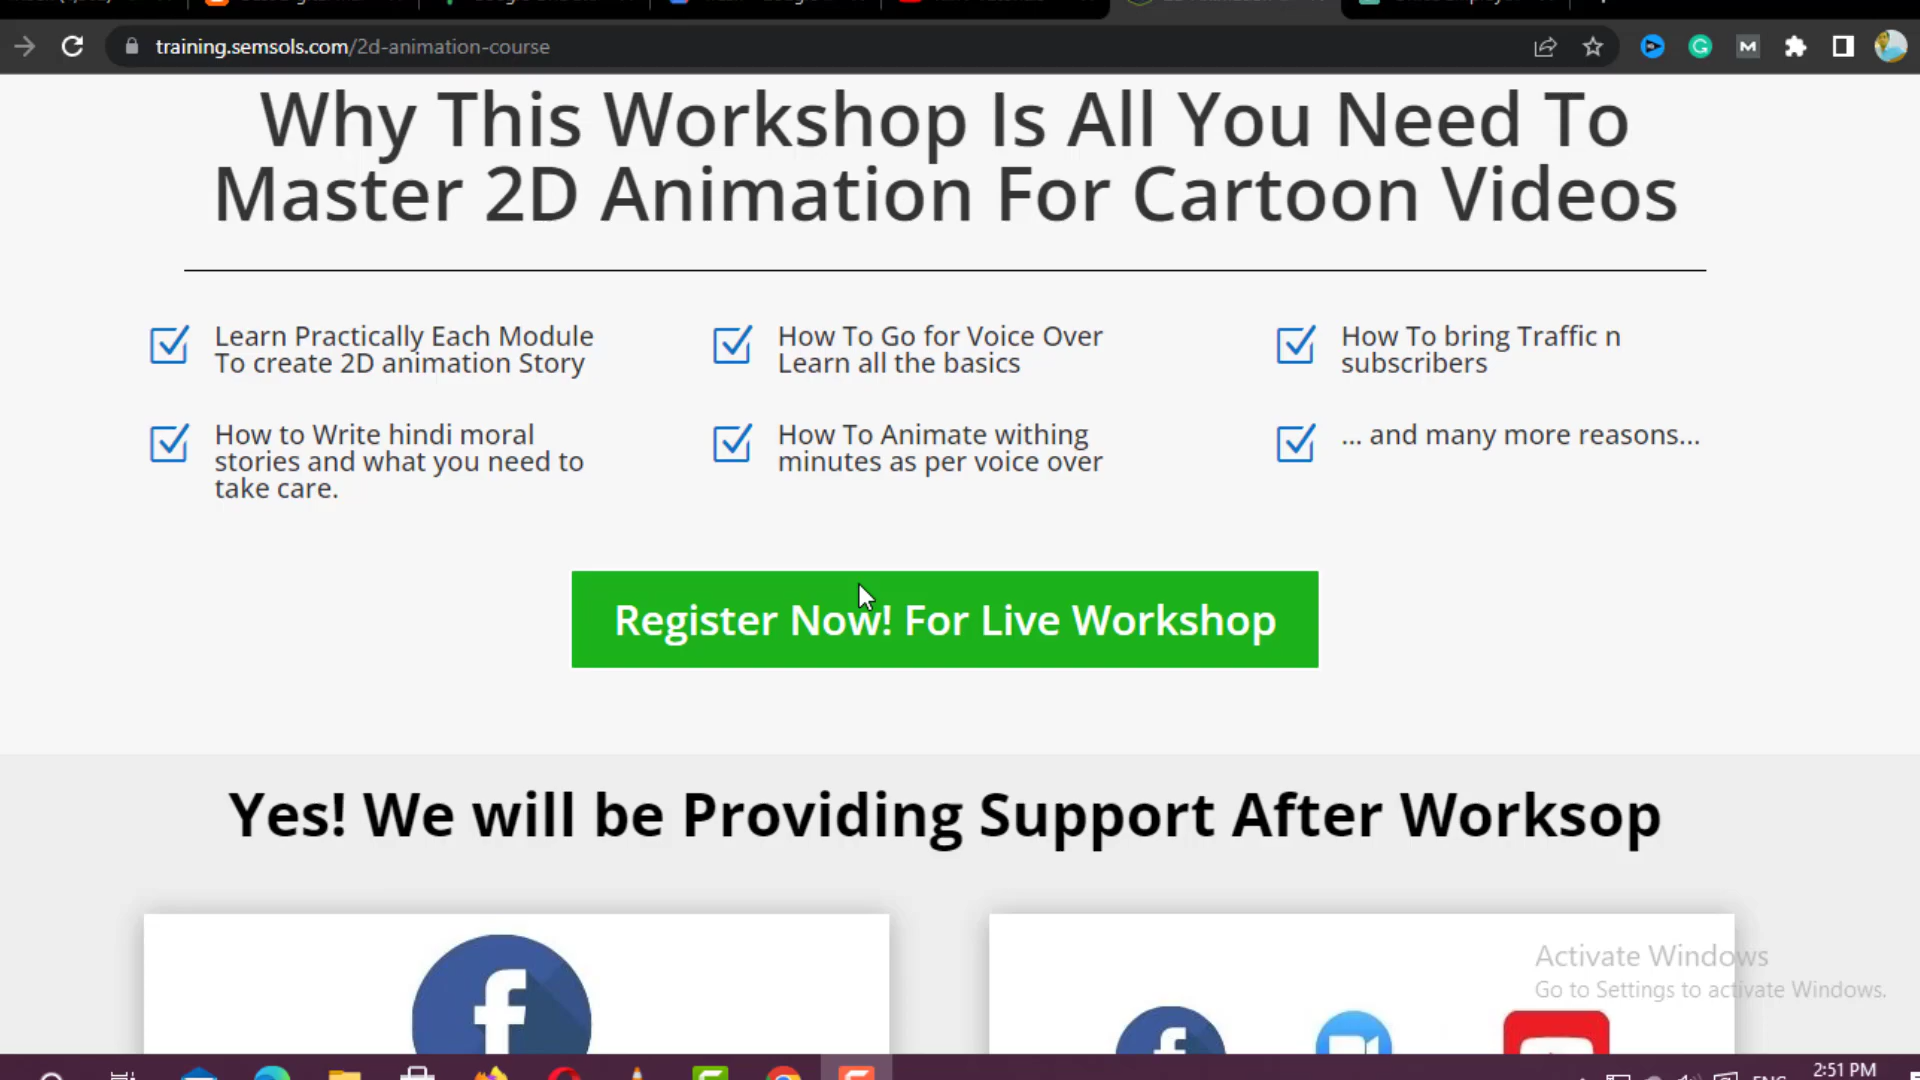 training.semsols.com/2d-animation-course
Why This Workshop Is All You Need To
Master 2D Animation For Cartoon Videos
Learn Practically Each Module
To create 2D animation Story
How To Go for Voice Over
Learn all the basics
How To bring Traffic n
subscribers
How to Write hindi moral
stories and what you need to
take care.
How To Animate withing
minutes as per voice over
... and many more reasons...
Register Now! For Live Workshop
Yes! We will be Providing Support After Worksop
Activate Windows
Go to Settings to activate Windows.
2:51 PM